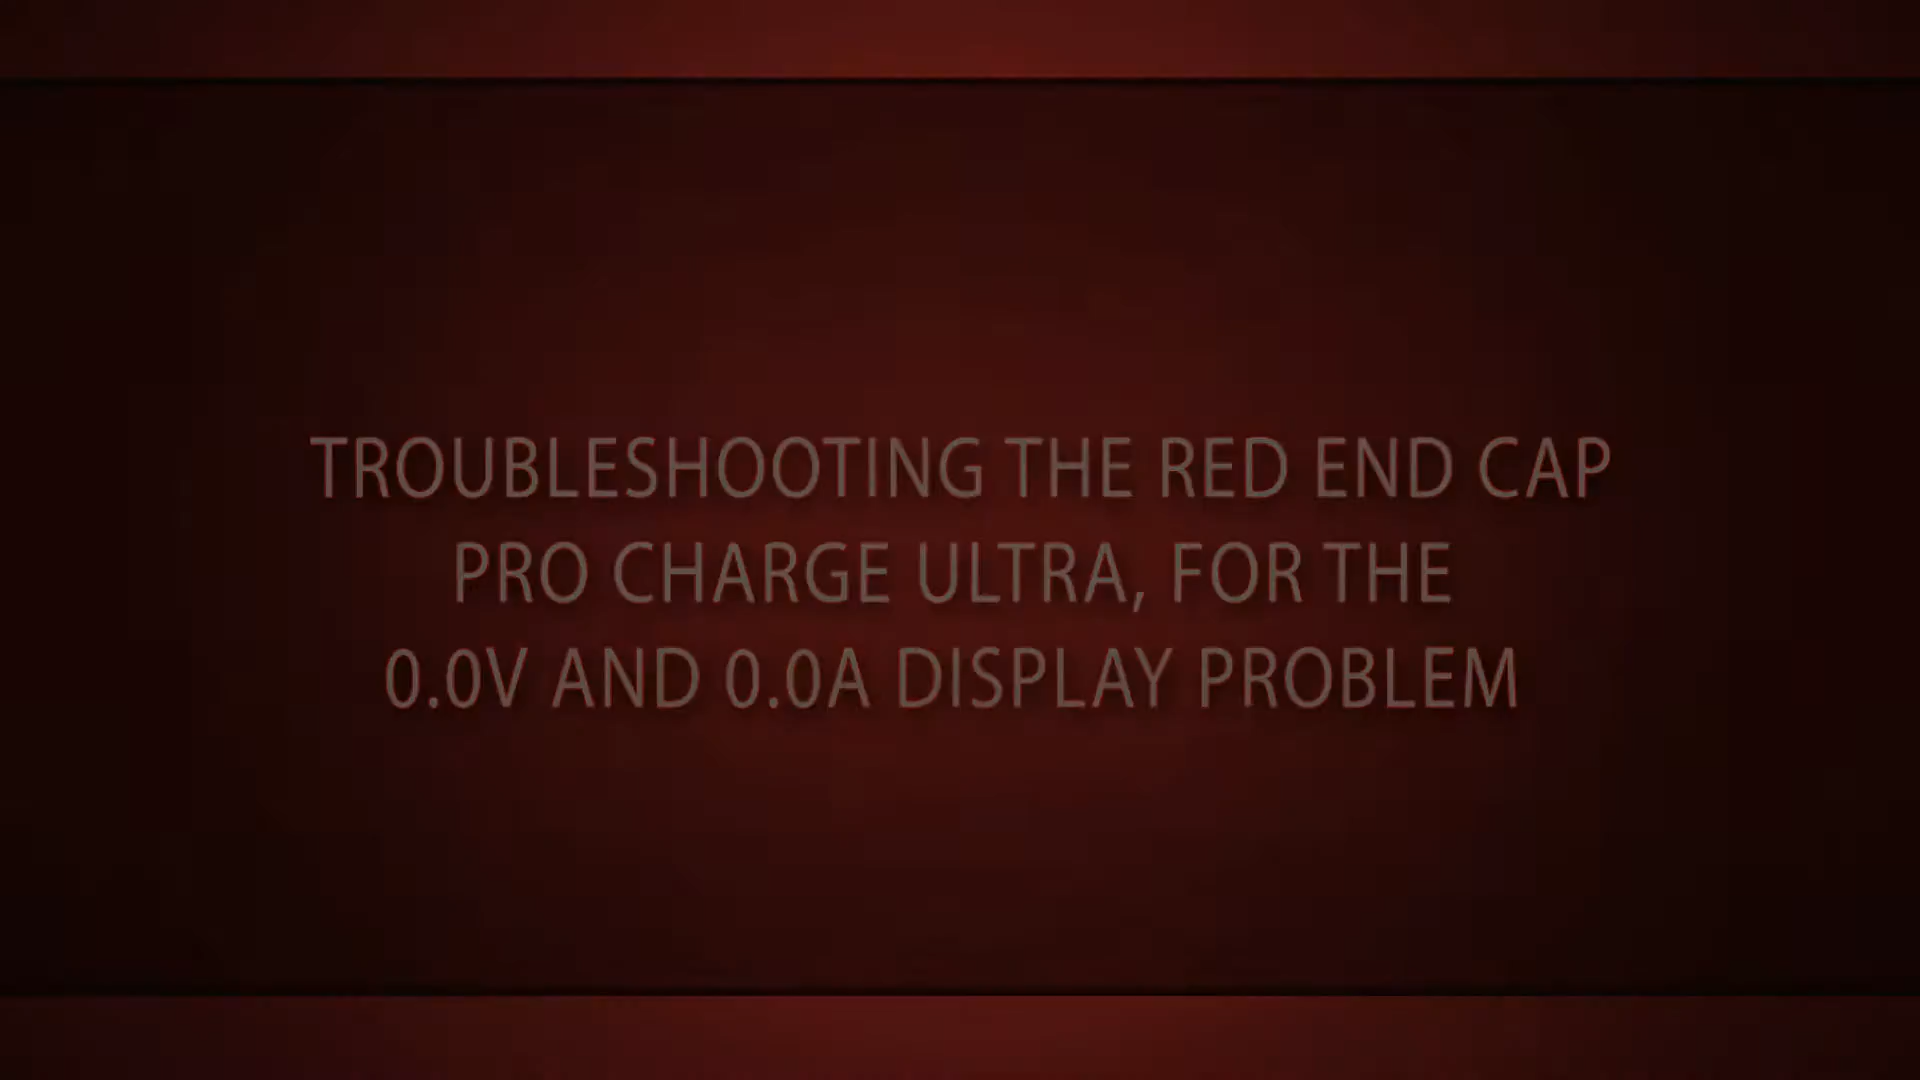 TROUBLESHOOTING THE RED END CAP
PRO CHARGE ULTRA, FOR THE
0.0V AND 0.0A DISPLAY PROBLEM